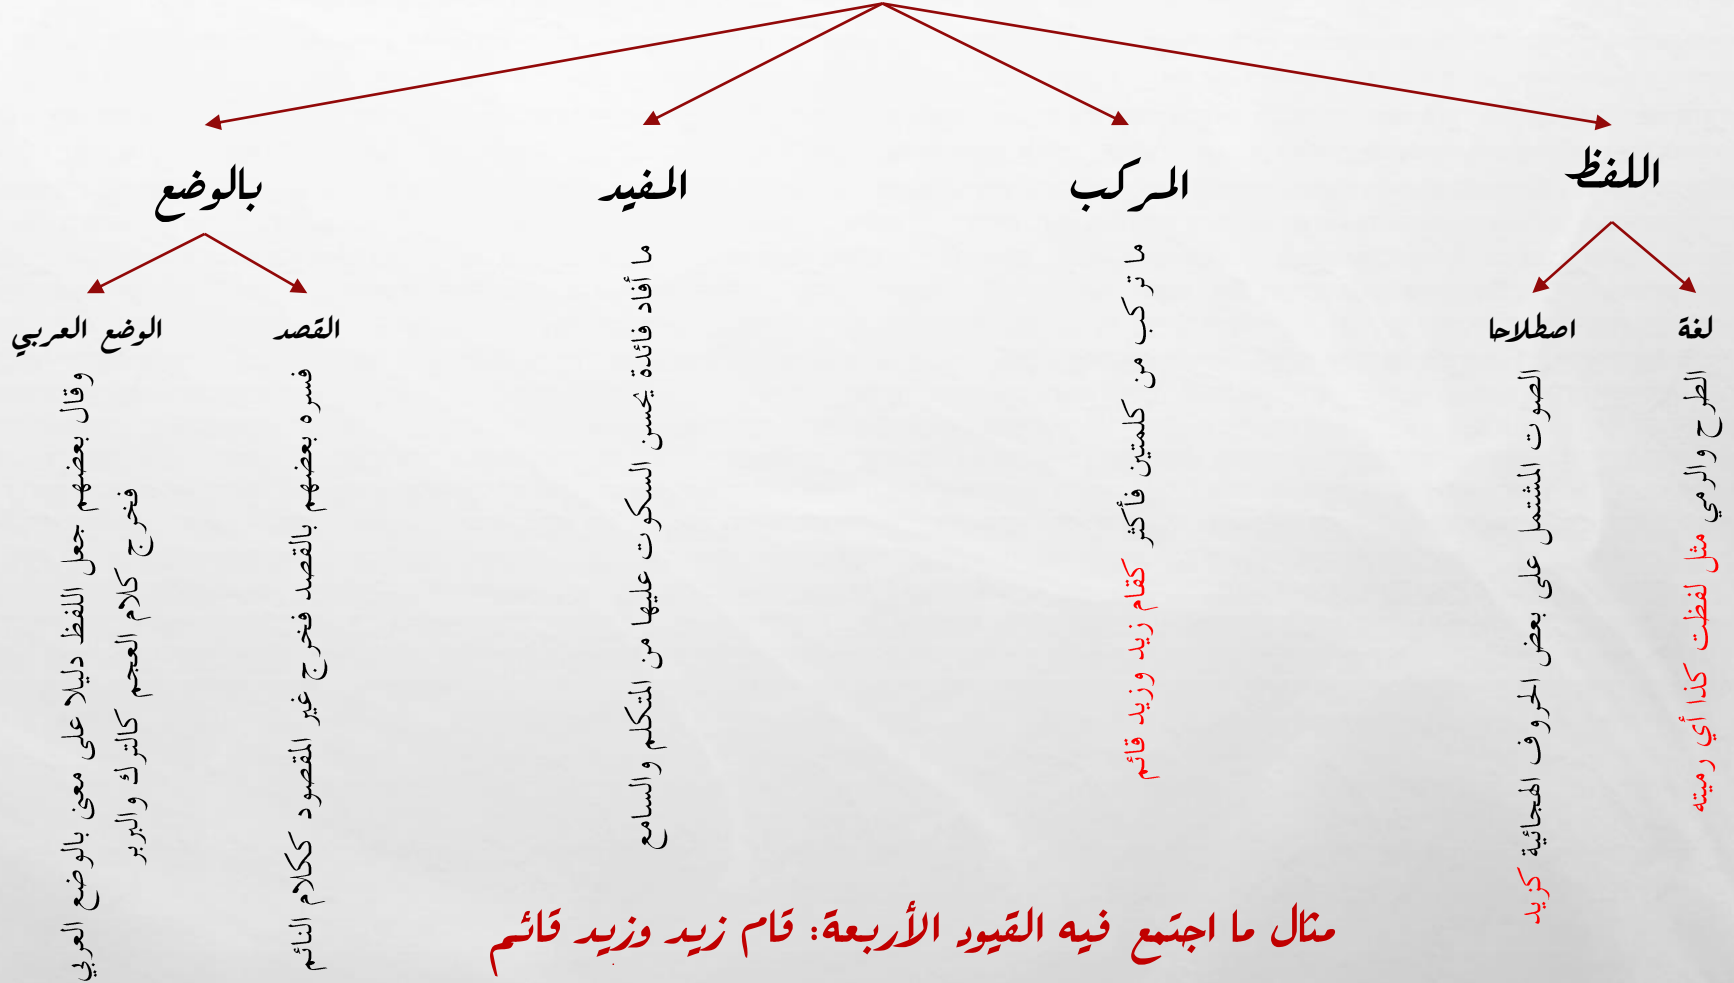 اللفظ
المركب
المفيد
بالوضع
لغة
اصطلاحا
القصد
الوضع العربي
الطرح والرمي مثل لفظت كذا أي رميته
الصوت المشتمل على بعض الحروف الهجائية كزيد
ما تركب من كلمتين فأكثر كقام زيد وزيد قائم
ما أفاد فائدة يحسن السكوت عليها من المتكلم والسامع
فسره بعضهم بالقصد فخرج غير المقصود ككلام النائم
وقال بعضهم جعل اللفظ دليلا على معنى بالوضع العربي
فخرج كلام العجم كالترك والبربر
مثال ما اجتمع فيه القيود الأربعة: قام زيد وزيد قائم